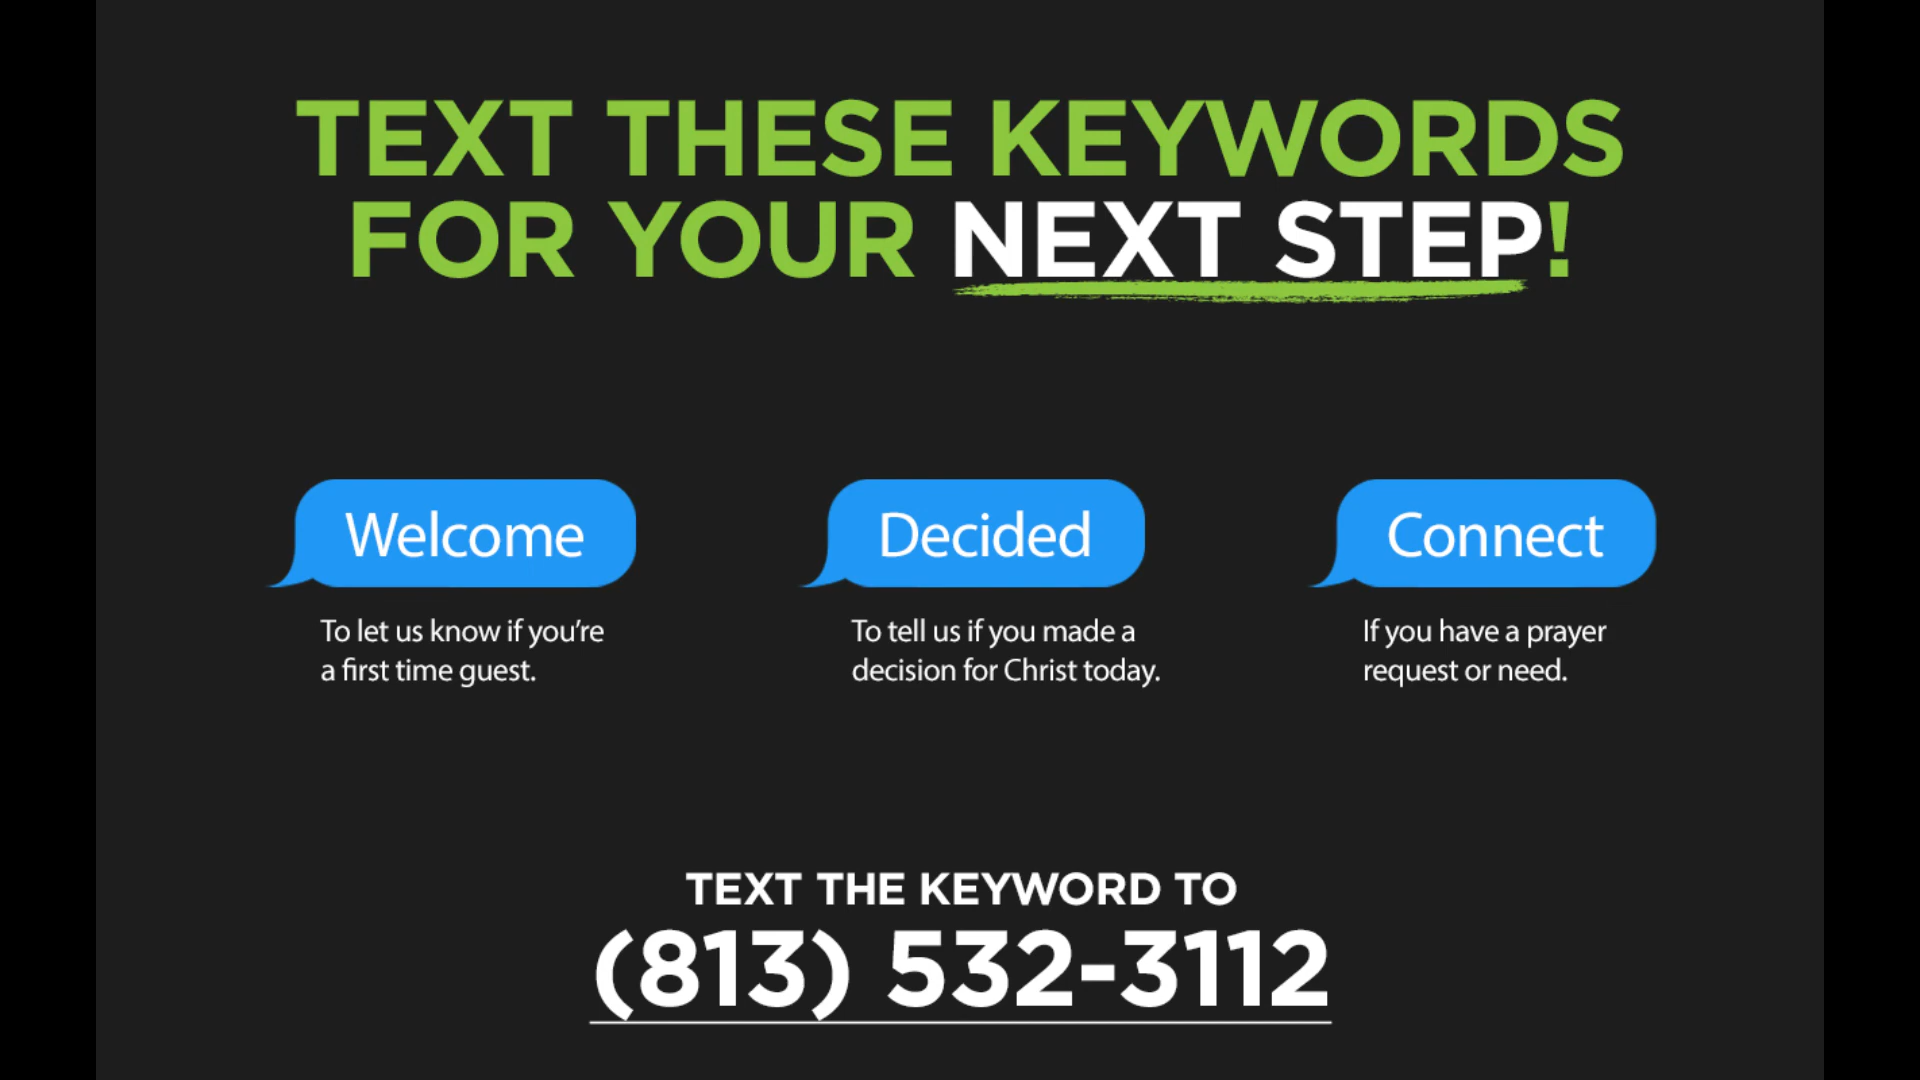 TEXT THESE KEYWORDS
FOR YOUR NEXT STEP!
Welcome
To let us know if you're
a first time guest.
Decided
To tell us if you made a
decision for Christ today.
Connect
If you have a prayer
request or need.
TEXT THE KEYWORD TO
(813) 532-3112